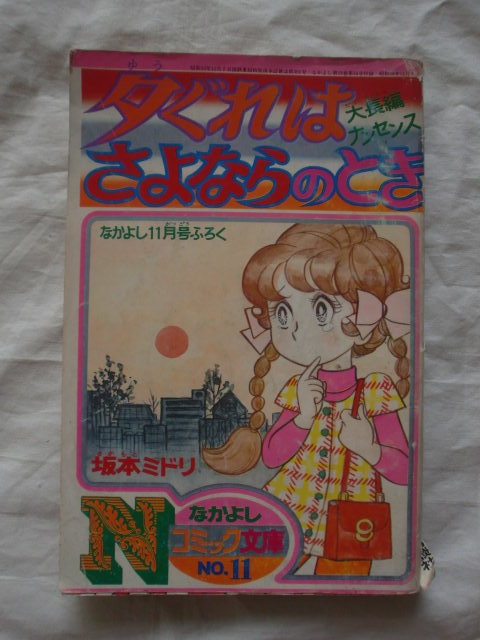 ゆう
夕ぐれは
大長編
ナンセンス
さよならのとき
なかよし11月号ふろく
坂本ミドリ
N
なかよし
コミック文庫
NO.11